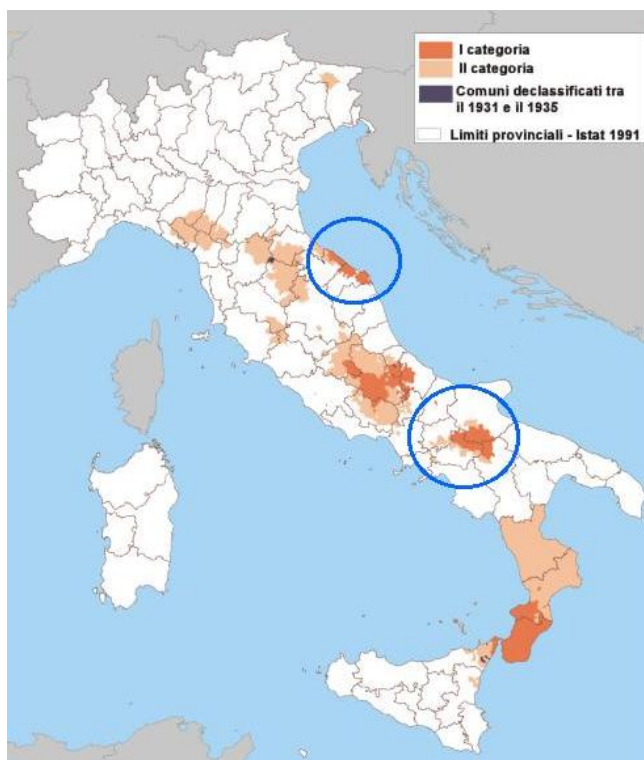 I categoria
II categoria
Comuni declassificati tra
il 1931 e il 1935
Limiti provinciali - Istat 1991